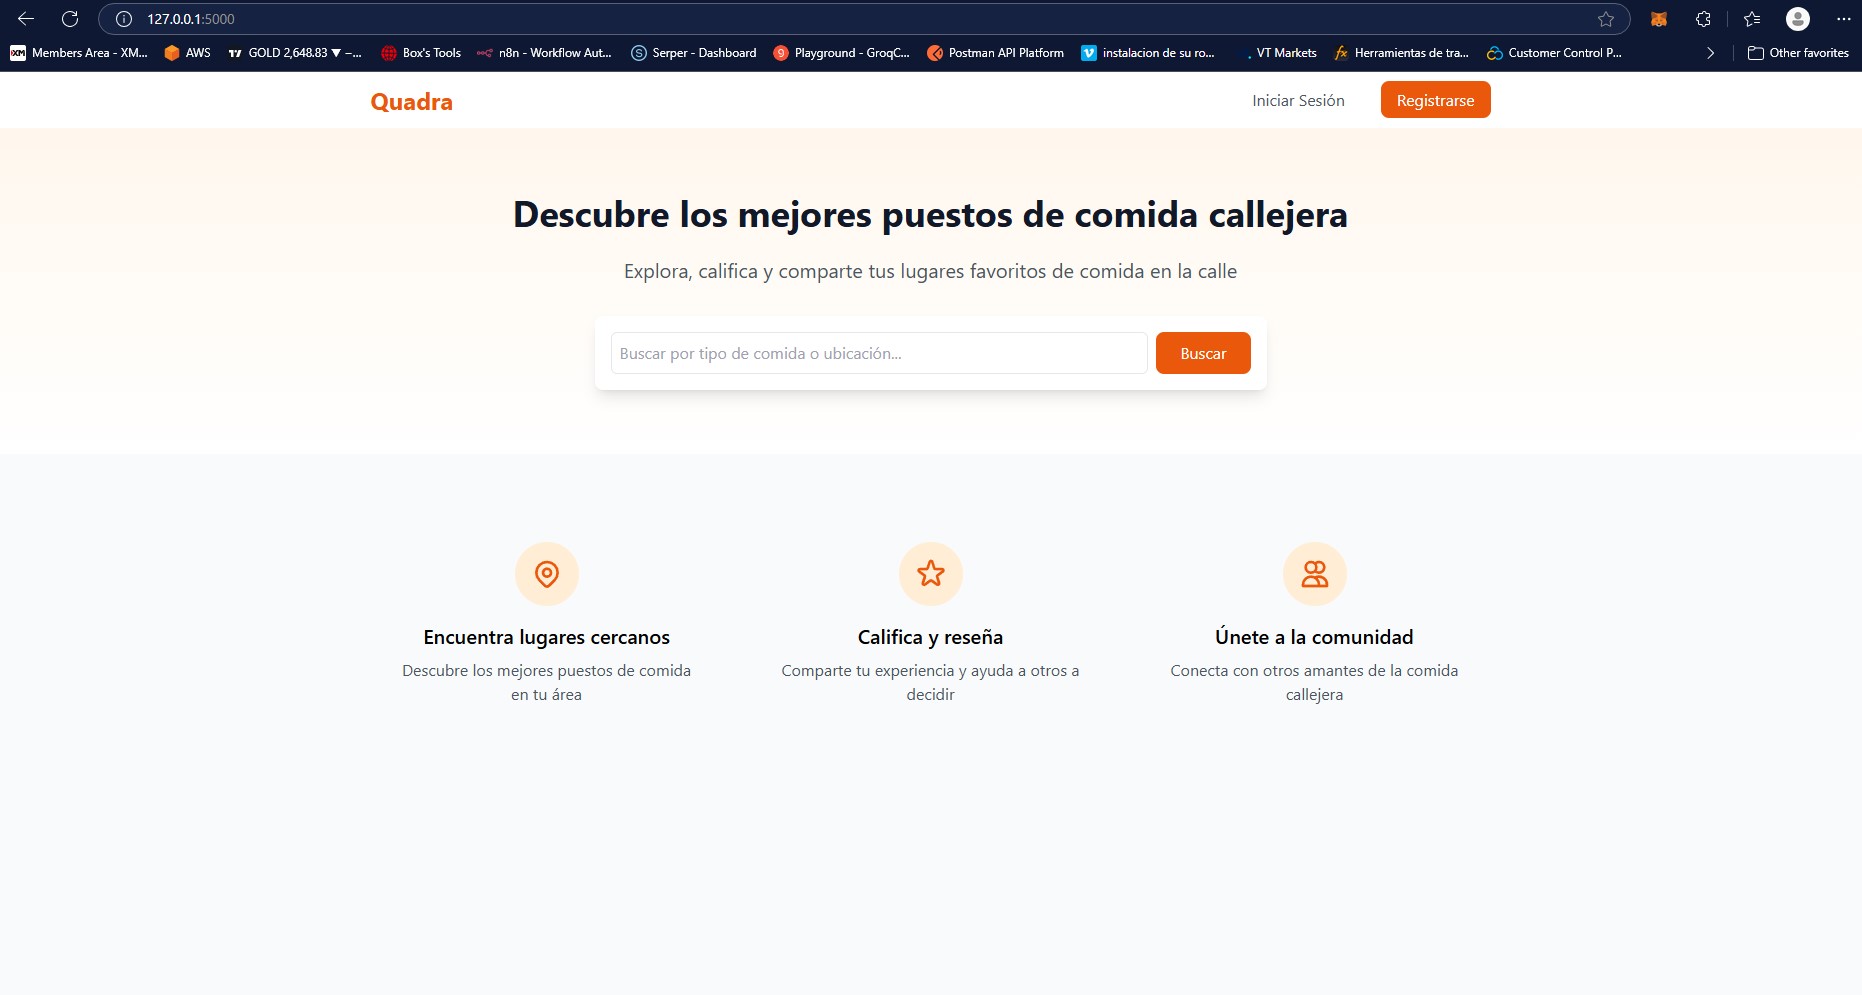 127.0.0.1:5000
Members Area - XM... AWS GOLD 2,648.83 ▼ −... Box's Tools n8n - Workflow Aut... Serper - Dashboard Playground - GroqC... Postman API Platform instalacion de su ro... VT Markets Herramientas de tra... Customer Control P... Other favorites
Quadra Iniciar Sesión Registrarse
Descubre los mejores puestos de comida callejera
Explora, califica y comparte tus lugares favoritos de comida en la calle
Buscar por tipo de comida o ubicación... Buscar
Encuentra lugares cercanos
Descubre los mejores puestos de comida
en tu área
Califica y reseña
Comparte tu experiencia y ayuda a otros a
decidir
Únete a la comunidad
Conecta con otros amantes de la comida
callejera